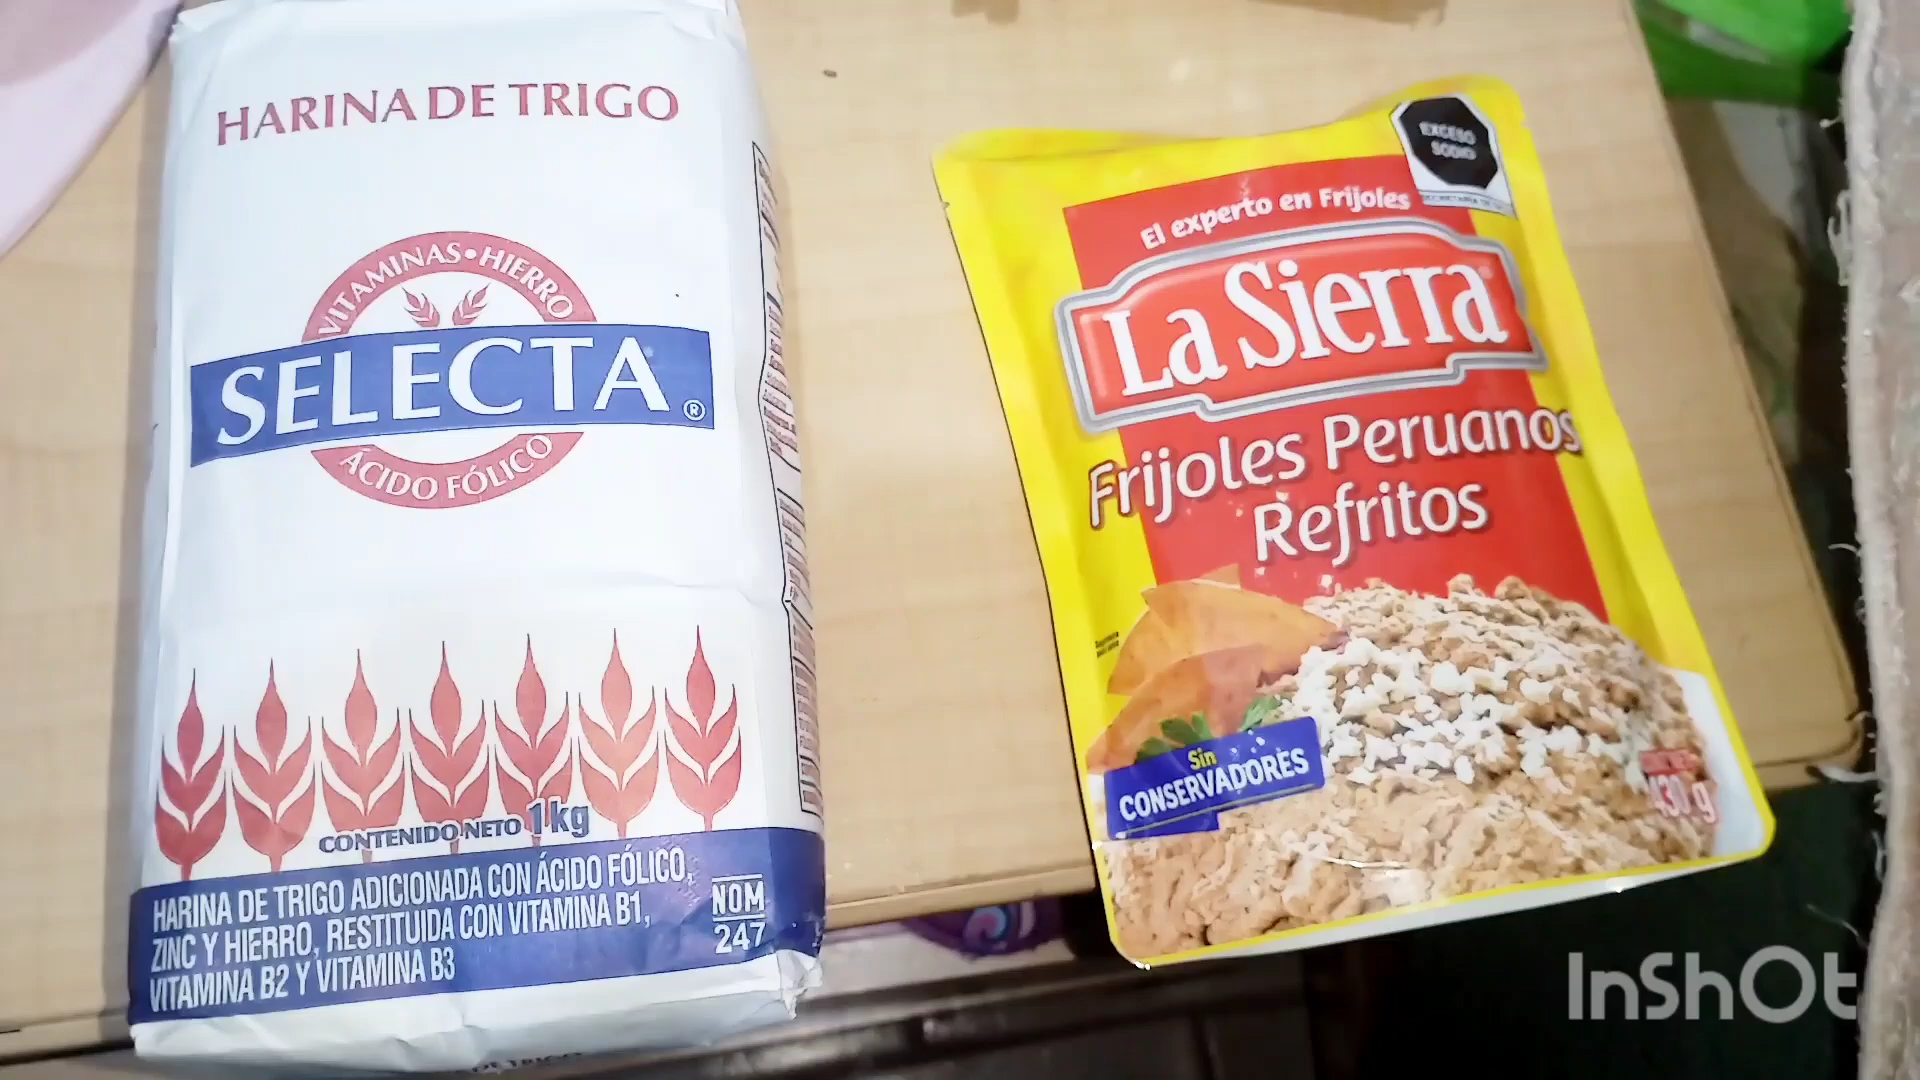 HARINA DE TRIGO
VITAMINAS • HIERRO
SELECTA®
ÁCIDO FÓLICO
CONTENIDO NETO 1kg
HARINA DE TRIGO ADICIONADA CON ÁCIDO FÓLICO,
ZINC Y HIERRO, RESTITUIDA CON VITAMINA B1,
VITAMINA B2 Y VITAMINA B3
NOM
247
EXCESO
SODIO
El experto en Frijoles
La Sierra
Frijoles Peruanos
Refritos
Sin
CONSERVADORES
430 g
InShOt